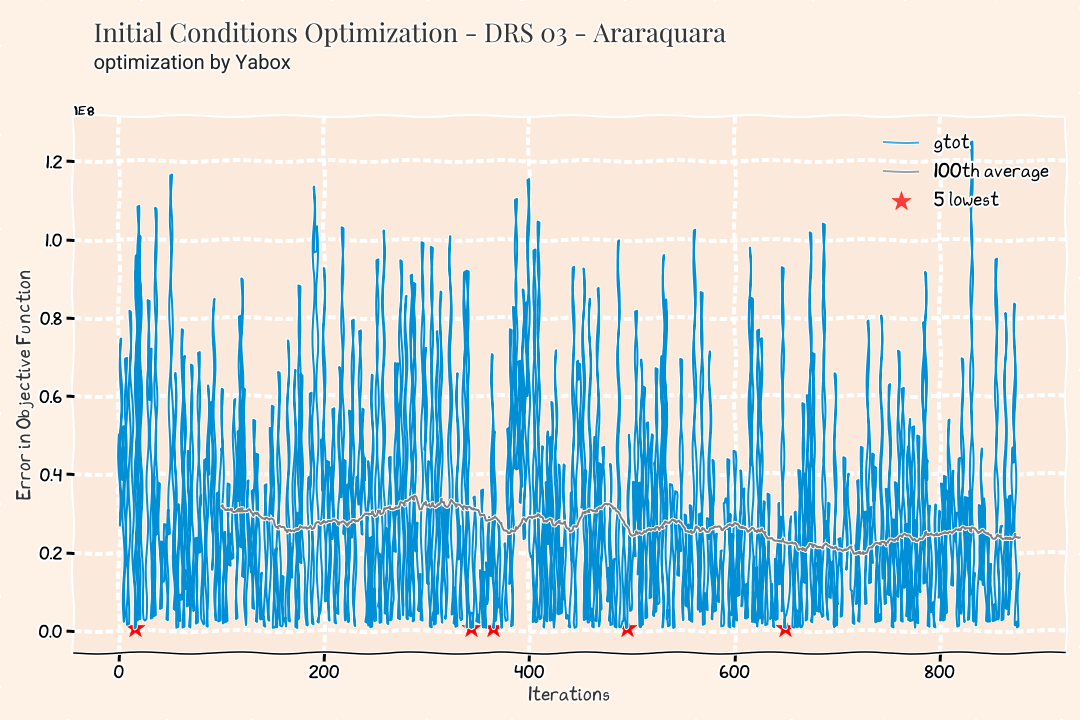 Initial Conditions Optimization - DRS 03 - Araraquara
optimization by Yabox
1E8
gtot
100th average
5 lowest
1.2
1.0
0.8
0.6
0.4
0.2
0.0
Error in Objective Function
0 200 400 600 800
Iterations